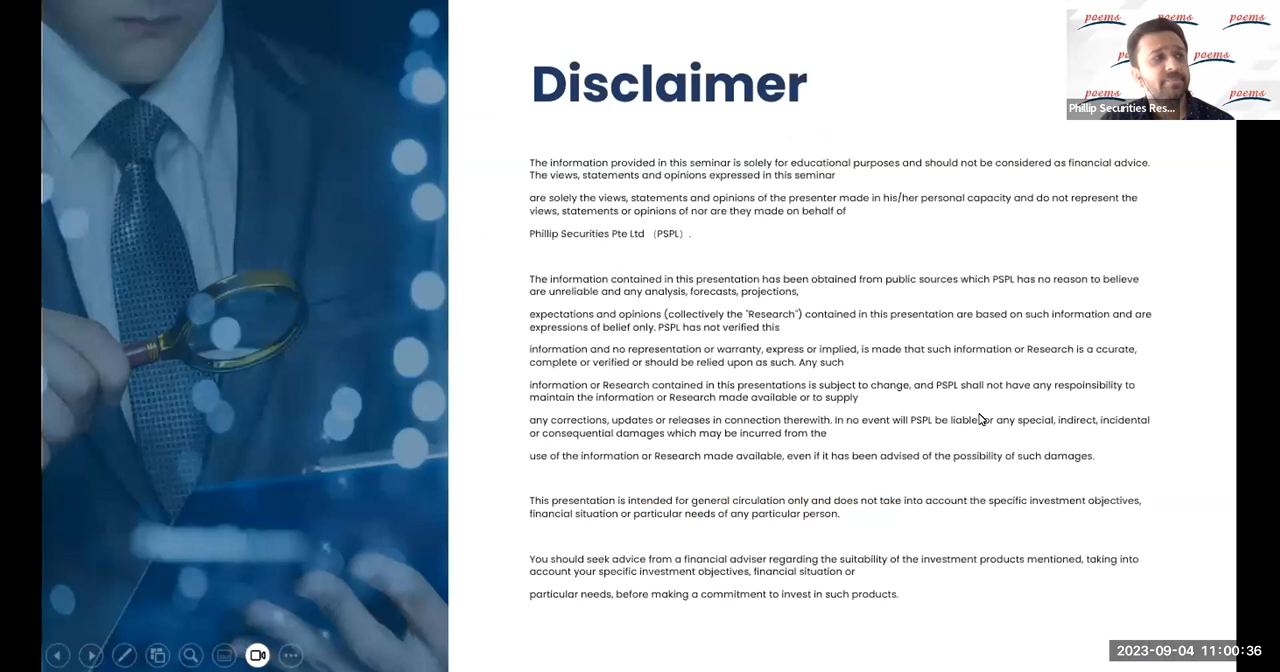 Disclaimer
poems
poems
poems
poems
poems
poems
Phillip Securities Res...
The information provided in this seminar is solely for educational purposes and should not be considered as financial advice.
The views, statements and opinions expressed in this seminar
are solely the views, statements and opinions of the presenter made in his/her personal capacity and do not represent the
views, statements or opinions of nor are they made on behalf of
Phillip Securities Pte Ltd （PSPL）.
The information contained in this presentation has been obtained from public sources which PSPL has no reason to believe
are unreliable and any analysis, forecasts, projections,
expectations and opinions (collectively the "Research") contained in this presentation are based on such information and are
expressions of belief only. PSPL has not verified this
information and no representation or warranty, express or implied, is made that such information or Research is a ccurate,
complete or verified or should be relied upon as such. Any such
information or Research contained in this presentations is subject to change, and PSPL shall not have any respoinsibility to
maintain the information or Research made available or to supply
any corrections, updates or releases in connection therewith. In no event will PSPL be liable or any special, indirect, incidental
or consequential damages which may be incurred from the
use of the information or Research made available, even if it has been advised of the possibility of such damages.
This presentation is intended for general circulation only and does not take into account the specific investment objectives,
financial situation or particular needs of any particular person.
You should seek advice from a financial adviser regarding the suitability of the investment products mentioned, taking into
account your specific investment objectives, financial situation or
particular needs, before making a commitment to invest in such products.
2023-09-04 11:00:36